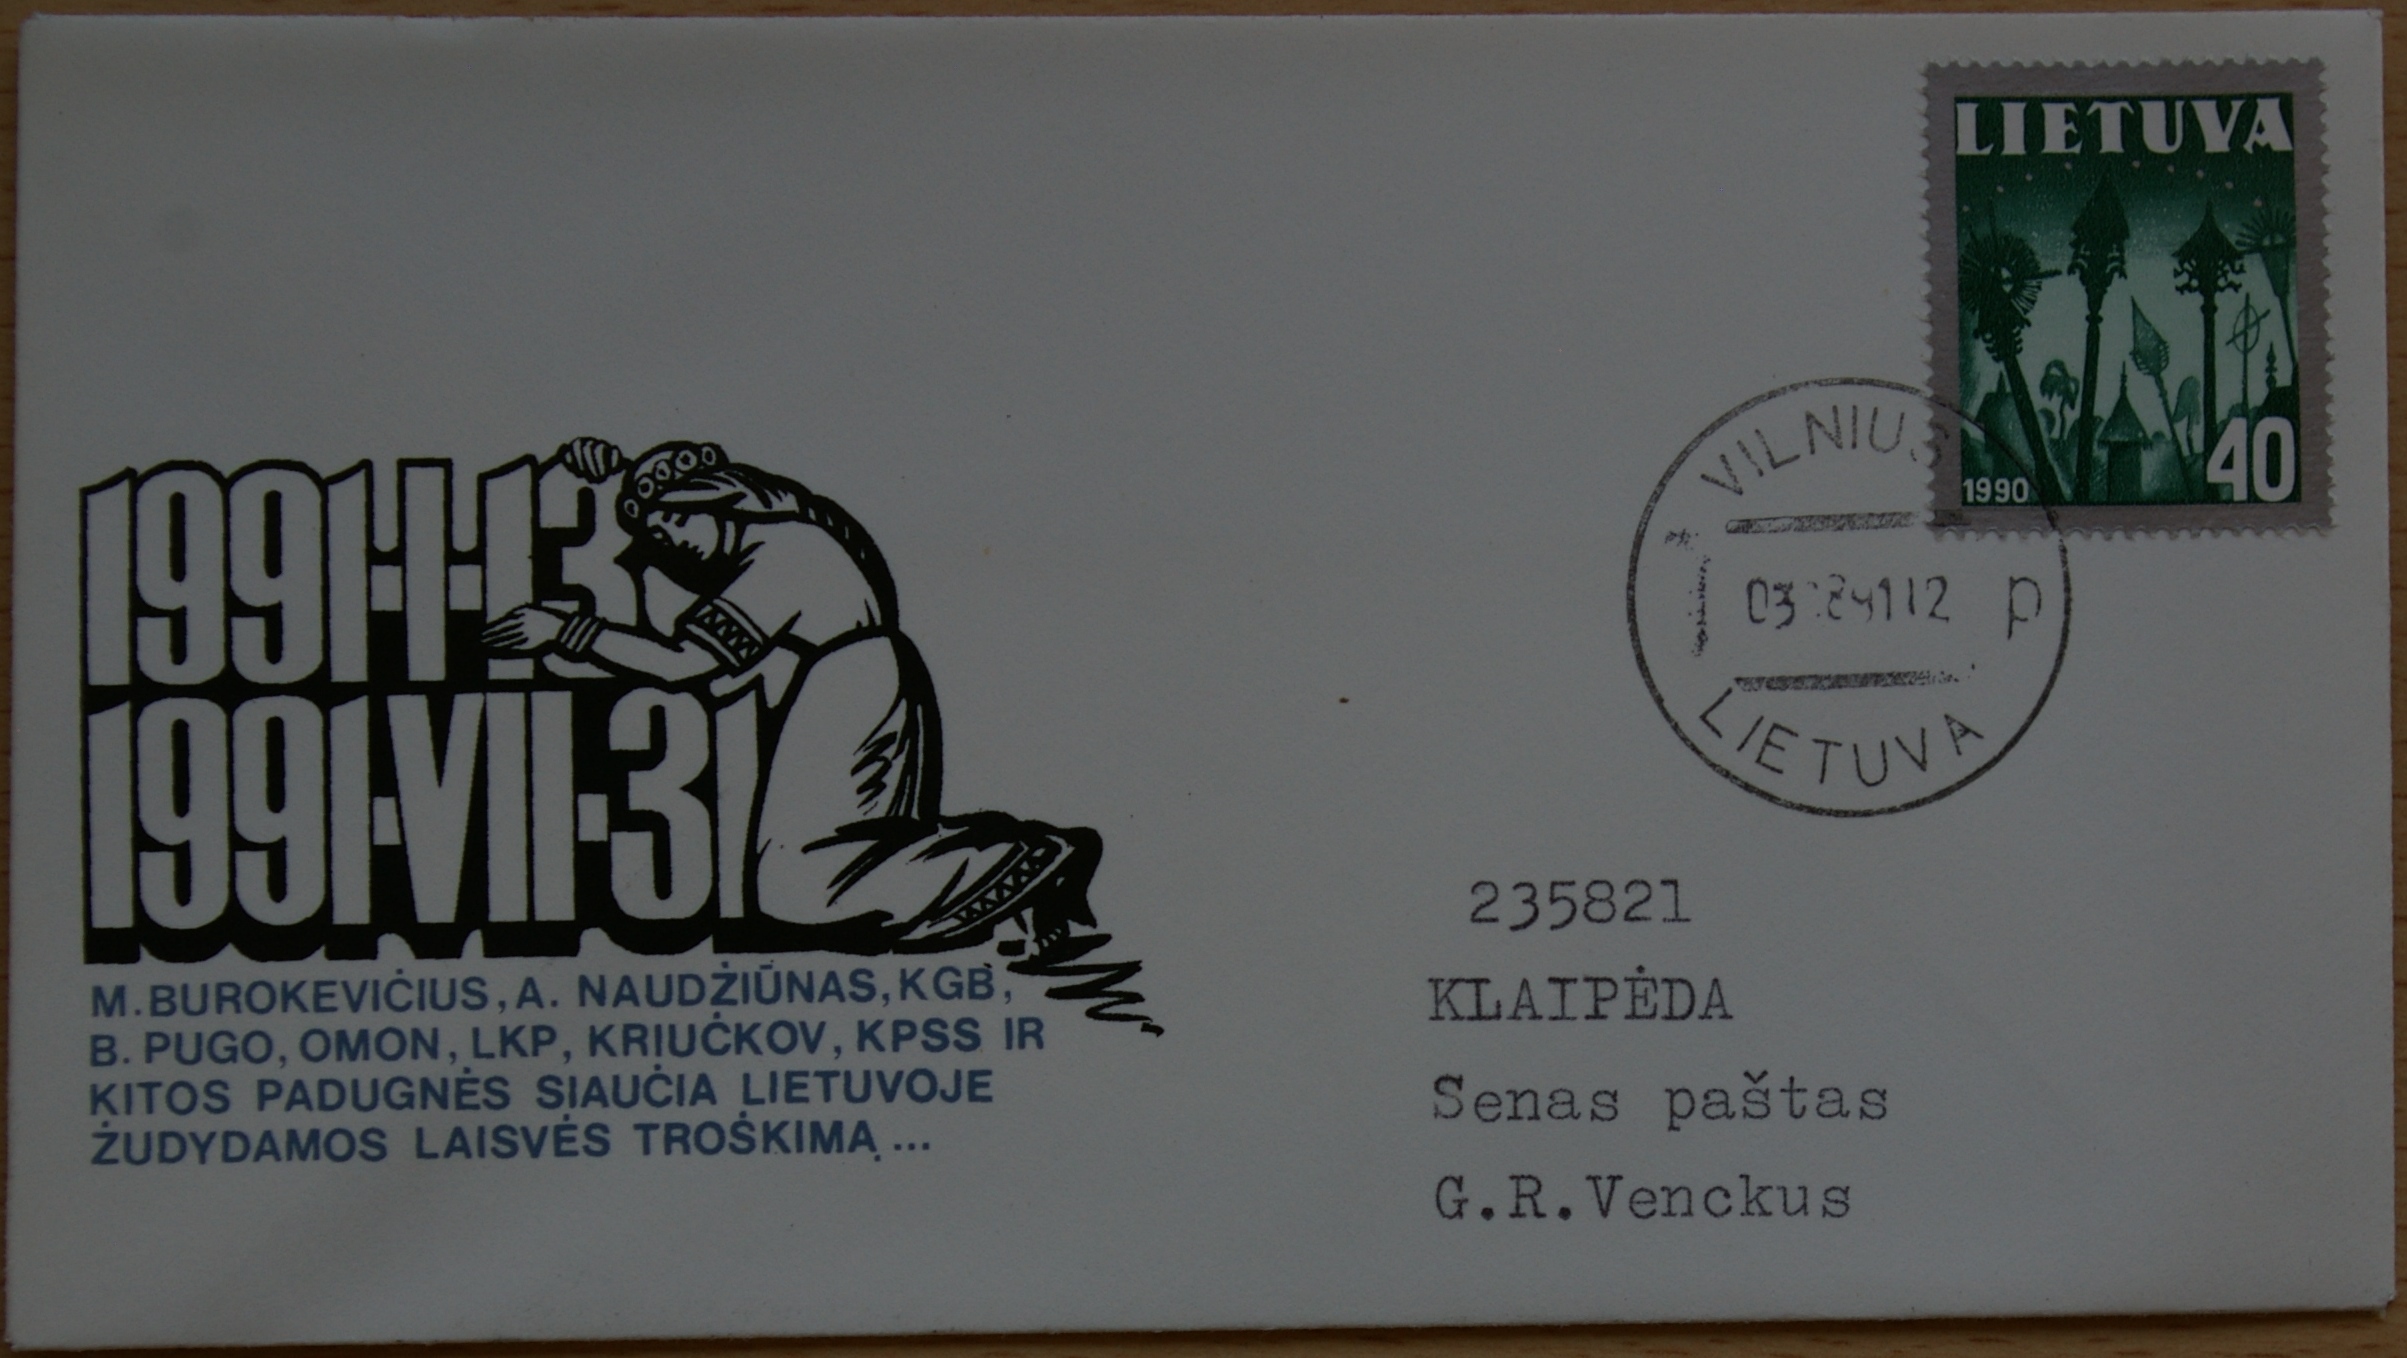 LIETUVA
1990
40
VILNIUS
p
LIETUVA
1991-I-13
1991-VII-31
M.BUROKEVIČIUS, A. NAUDŽIŪNAS, KGB,
B. PUGO, OMON, LKP, KRIUČKOV, KPSS IR
KITOS PADUGNĖS SIAUČIA LIETUVOJE
ŽUDYDAMOS LAISVĖS TROŠKIMĄ...
235821
KLAIPĖDA
Senas paštas
G.R.Venckus